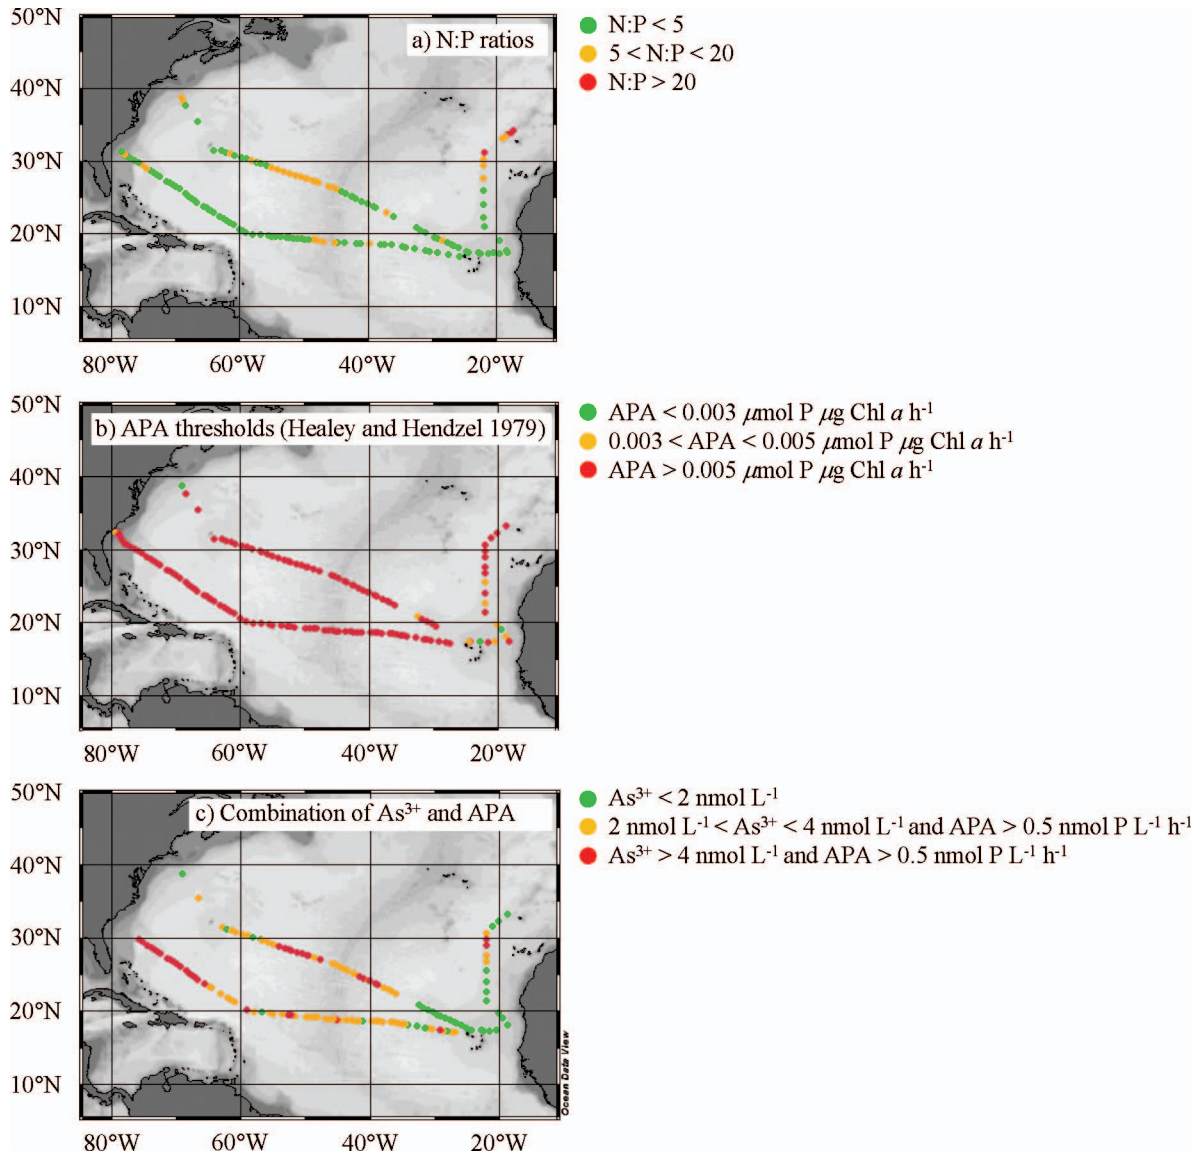 50°N
40°N
30°N
20°N
10°N
80°W 60°W 40°W 20°W
a) N:P ratios
N:P < 5
5 < N:P < 20
N:P > 20
50°N
40°N
30°N
20°N
10°N
80°W 60°W 40°W 20°W
b) APA thresholds (Healey and Hendzel 1979)
APA < 0.003 μmol P μg Chl a h⁻¹
0.003 < APA < 0.005 μmol P μg Chl a h⁻¹
APA > 0.005 μmol P μg Chl a h⁻¹
50°N
40°N
30°N
20°N
10°N
80°W 60°W 40°W 20°W
c) Combination of As³⁺ and APA
As³⁺ < 2 nmol L⁻¹
2 nmol L⁻¹ < As³⁺ < 4 nmol L⁻¹ and APA > 0.5 nmol P L⁻¹ h⁻¹
As³⁺ > 4 nmol L⁻¹ and APA > 0.5 nmol P L⁻¹ h⁻¹
Ocean Data View